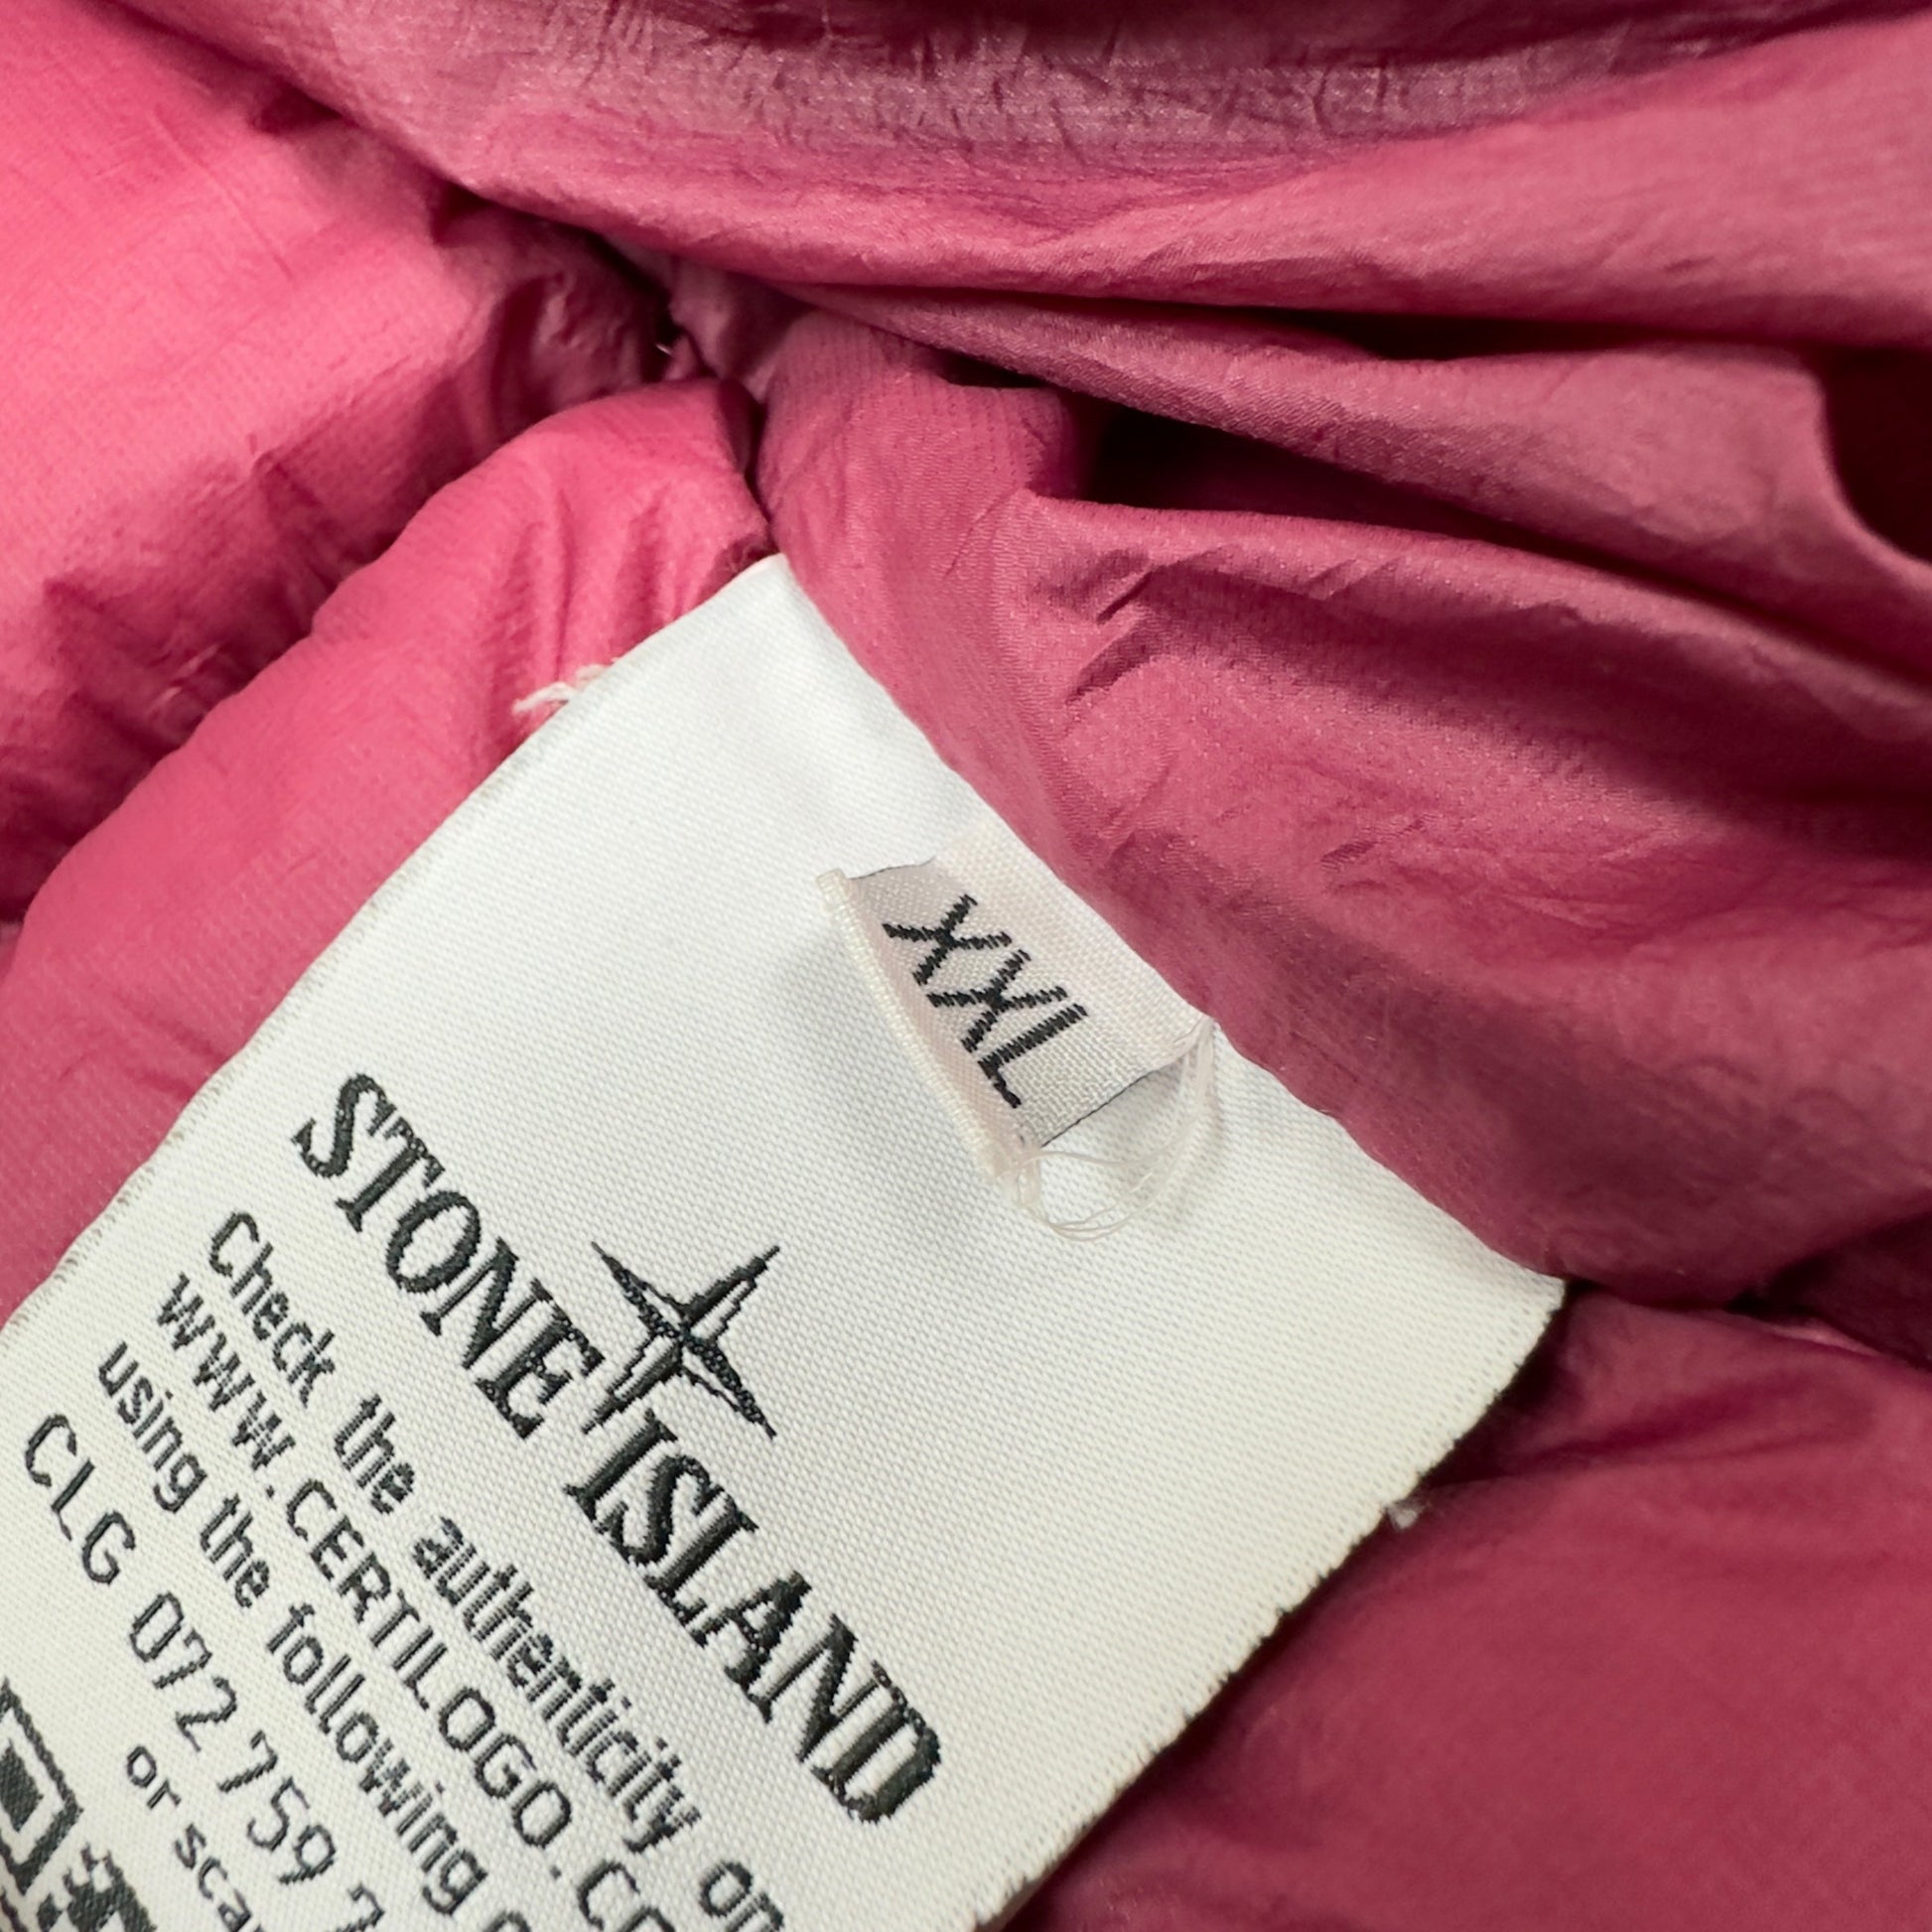 XXL
STONE ISLAND
Check the authenticity on
WWW.CERTILOGO.CO
using the following
CLG 072 759
or sca